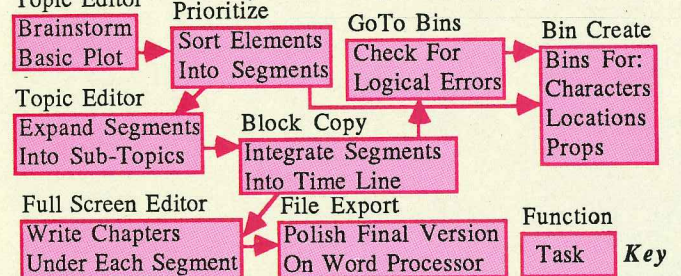 Topic Editor
Brainstorm
Basic Plot
Prioritize
Sort Elements
Into Segments
GoTo Bins
Check For
Logical Errors
Bin Create
Bins For:
Characters
Locations
Props
Topic Editor
Expand Segments
Into Sub-Topics
Block Copy
Integrate Segments
Into Time Line
Full Screen Editor
Write Chapters
Under Each Segment
File Export
Polish Final Version
On Word Processor
Function
Task
Key